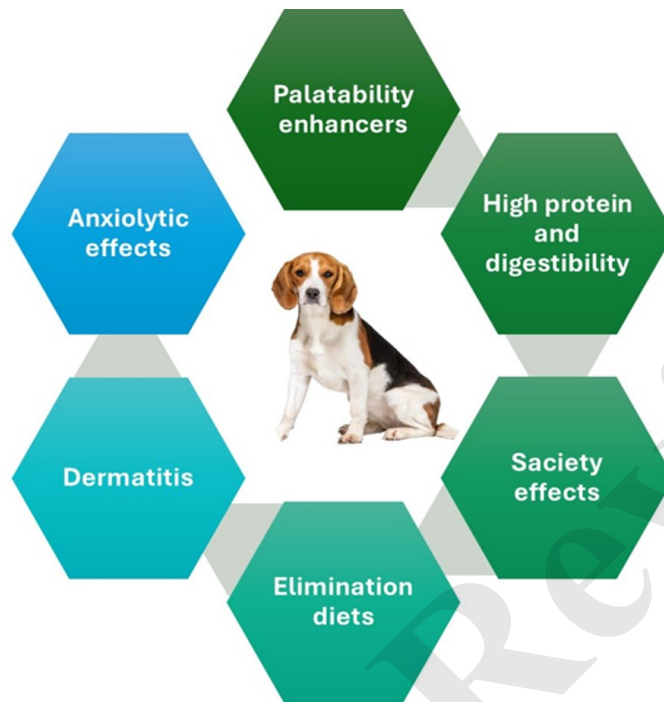 Palatability
enhancers
High protein
and
digestibility
Saciety
effects
Elimination
diets
Dermatitis
Anxiolytic
effects